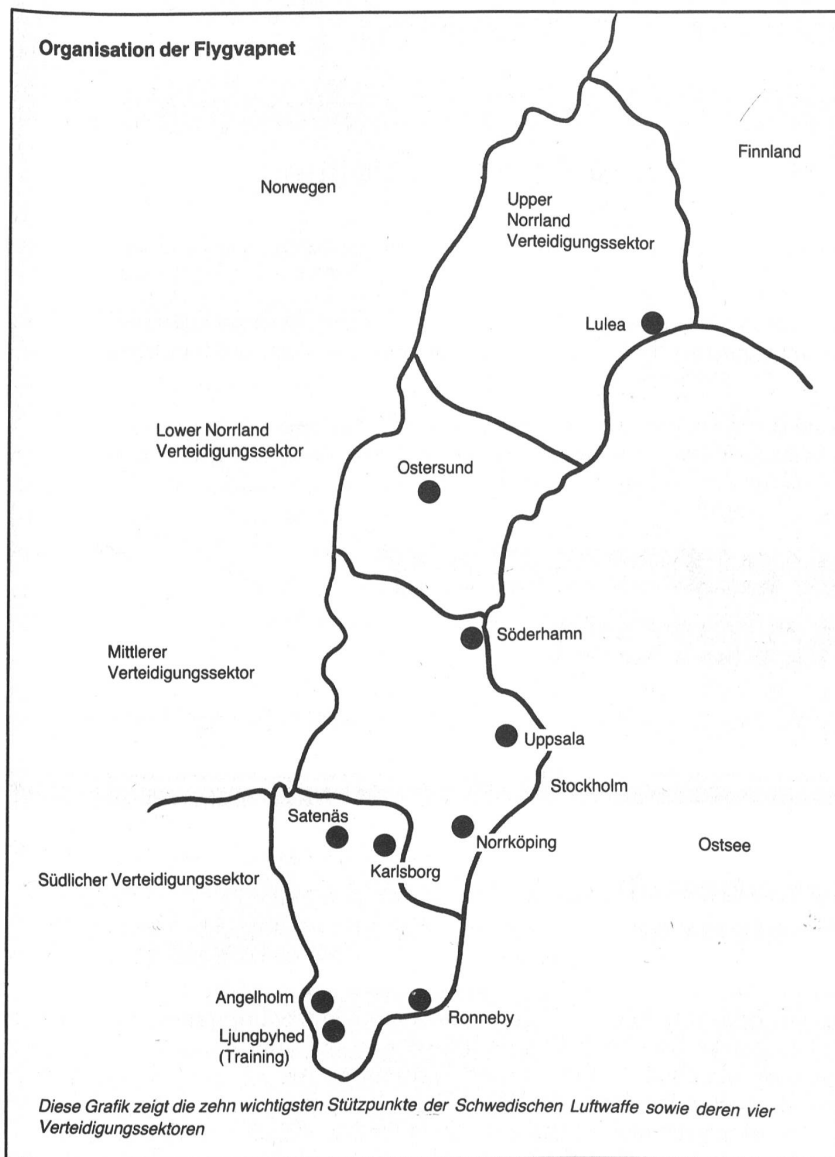 Organisation der Flygvapnet
Finnland
Norwegen
Upper
Norrland
Verteidigungssektor
Lulea
Lower Norrland
Verteidigungssektor
Ostersund
Söderhamn
Mittlerer
Verteidigungssektor
Uppsala
Stockholm
Satenäs
Norrköping
Ostsee
Karlsborg
Südlicher Verteidigungssektor
Angelholm
Ronneby
Ljungbyhed
(Training)
Diese Grafik zeigt die zehn wichtigsten Stützpunkte der Schwedischen Luftwaffe sowie deren vier
Verteidigungssektoren